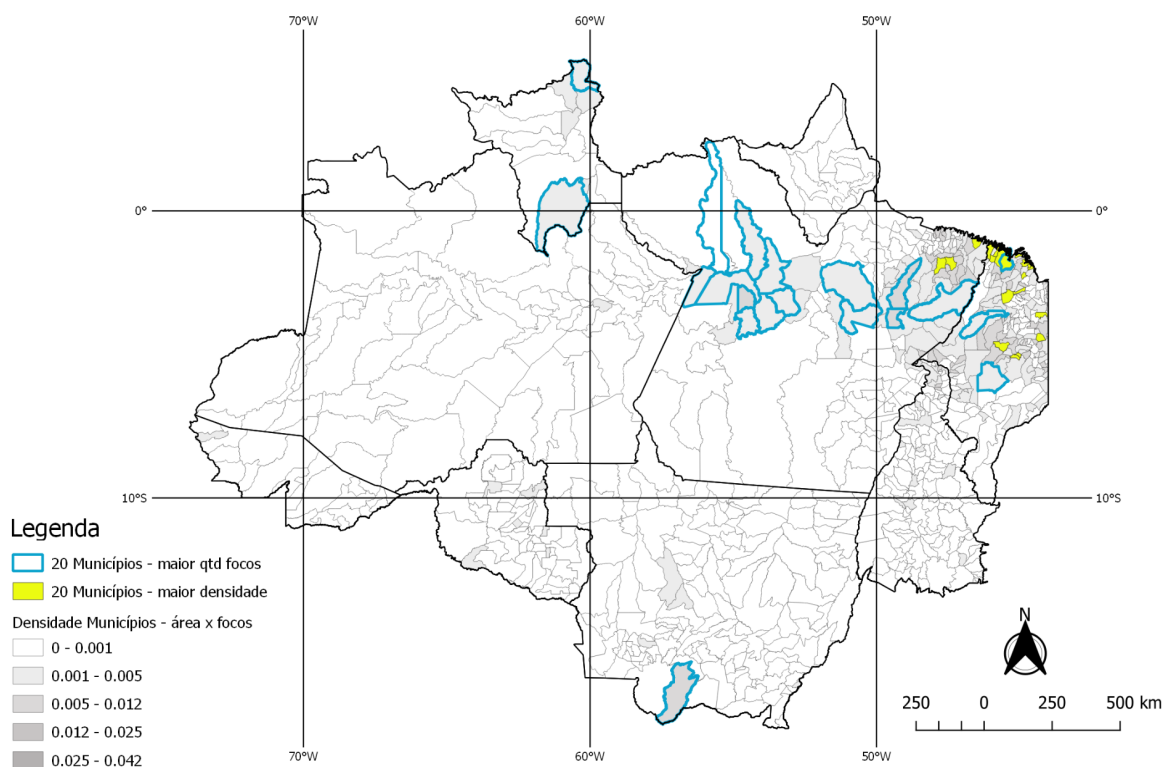 70°W 60°W 50°W
0° 0°
10°S 10°S
Legenda
20 Municípios - maior qtd focos
20 Municípios - maior densidade
Densidade Municípios - área x focos
0 - 0.001
0.001 - 0.005
0.005 - 0.012
0.012 - 0.025
0.025 - 0.042
N
250 0 250 500 km
70°W 60°W 50°W